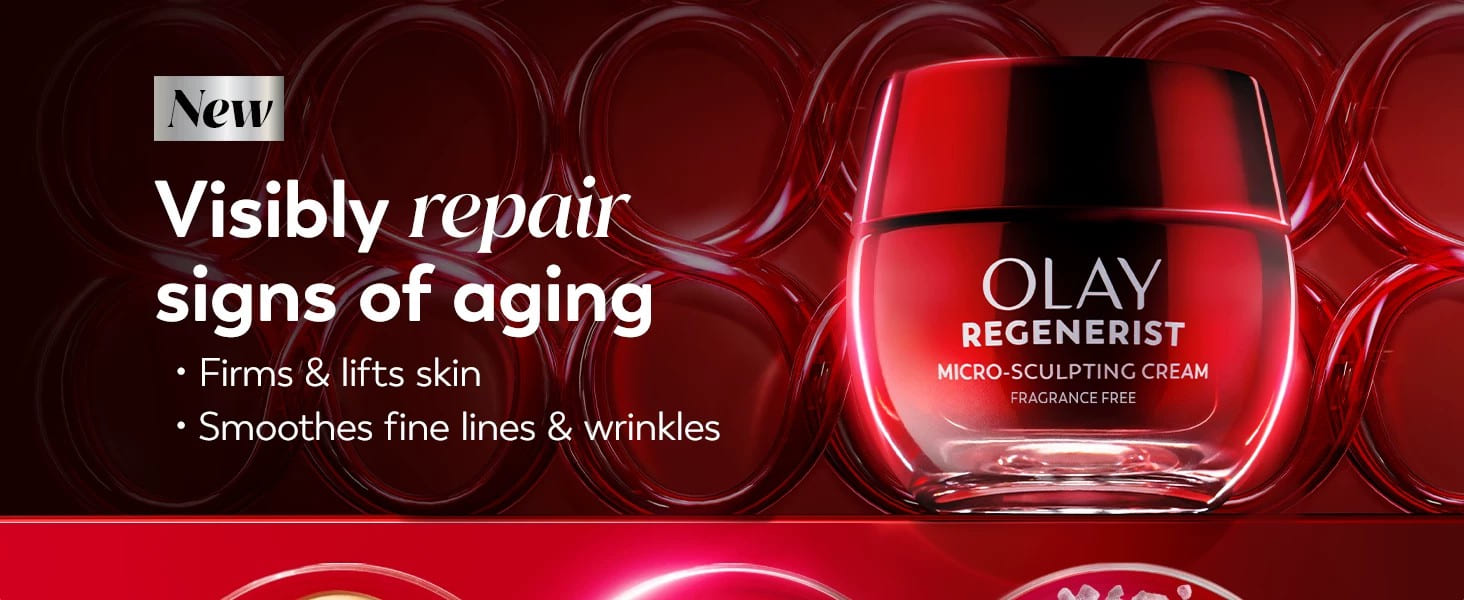 New
Visibly repair
signs of aging
• Firms & lifts skin
• Smoothes fine lines & wrinkles
OLAY
REGENERIST
MICRO-SCULPTING CREAM
FRAGRANCE FREE